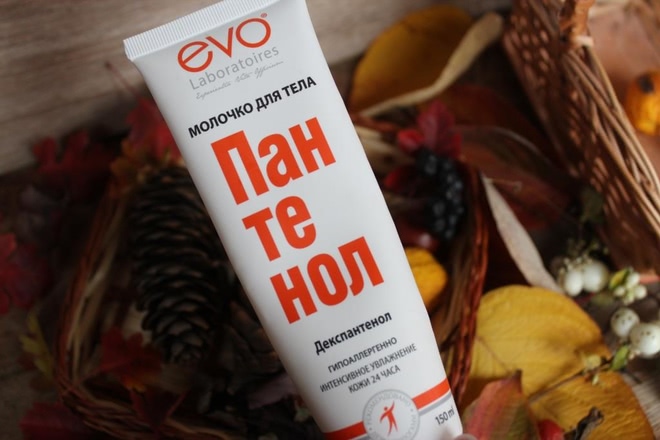 evo
Laboratoires
МОЛОЧКО ДЛЯ ТЕЛА
Пан
те
нол
Декспантенол
ГИПОАЛЛЕРГЕННО
ИНТЕНСИВНОЕ УВЛАЖНЕНИЕ
КОЖИ 24 ЧАСА
150 ml